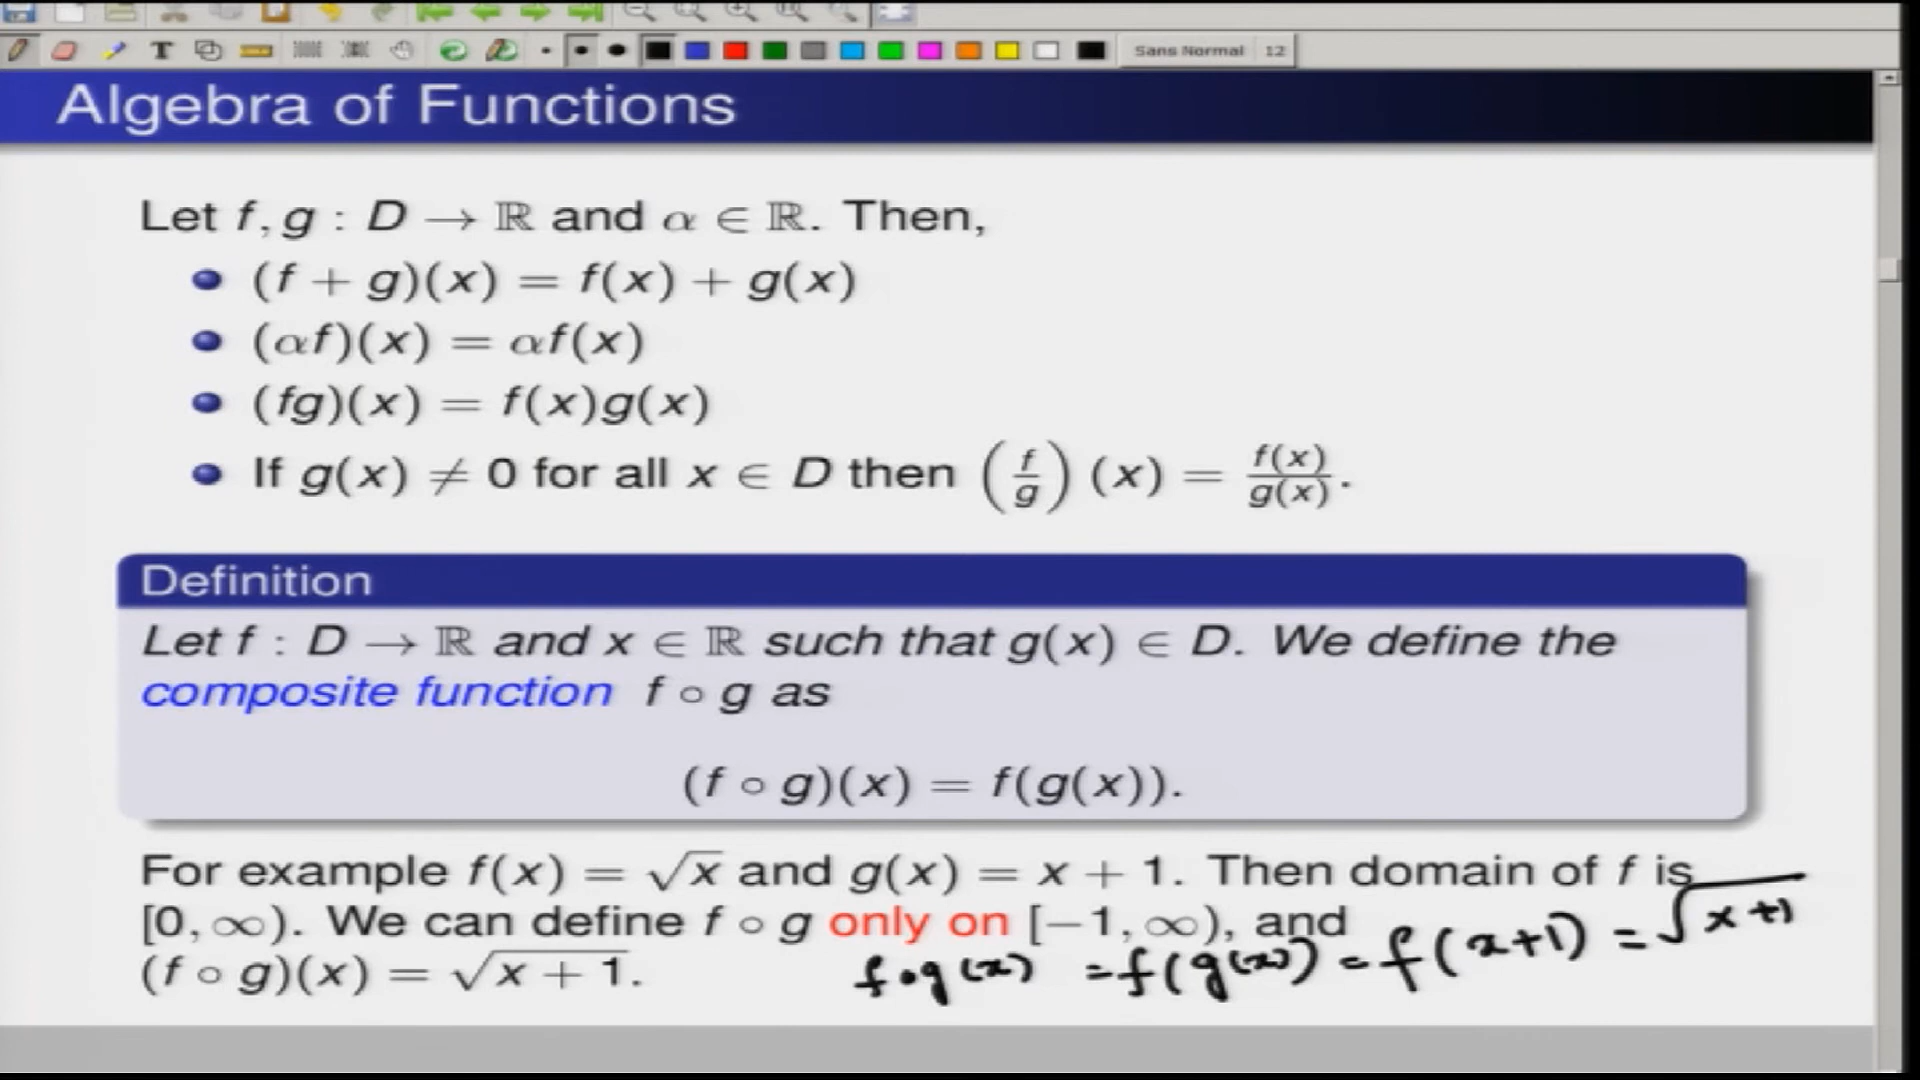 Sans Normal 12
Algebra of Functions
Let f, g : D → ℝ and α ∈ ℝ. Then,
(f + g)(x) = f(x) + g(x)
(αf)(x) = αf(x)
(fg)(x) = f(x)g(x)
If g(x) ≠ 0 for all x ∈ D then (f/g)(x) = f(x)/g(x).
Definition
Let f : D → ℝ and x ∈ ℝ such that g(x) ∈ D. We define the
composite function f ∘ g as
(f ∘ g)(x) = f(g(x)).
For example f(x) = √x and g(x) = x + 1. Then domain of f is
[0, ∞). We can define f ∘ g only on [−1, ∞), and
(f ∘ g)(x) = √(x + 1).
f∘g(x) = f(g(x)) = f(x+1) = √(x+1)